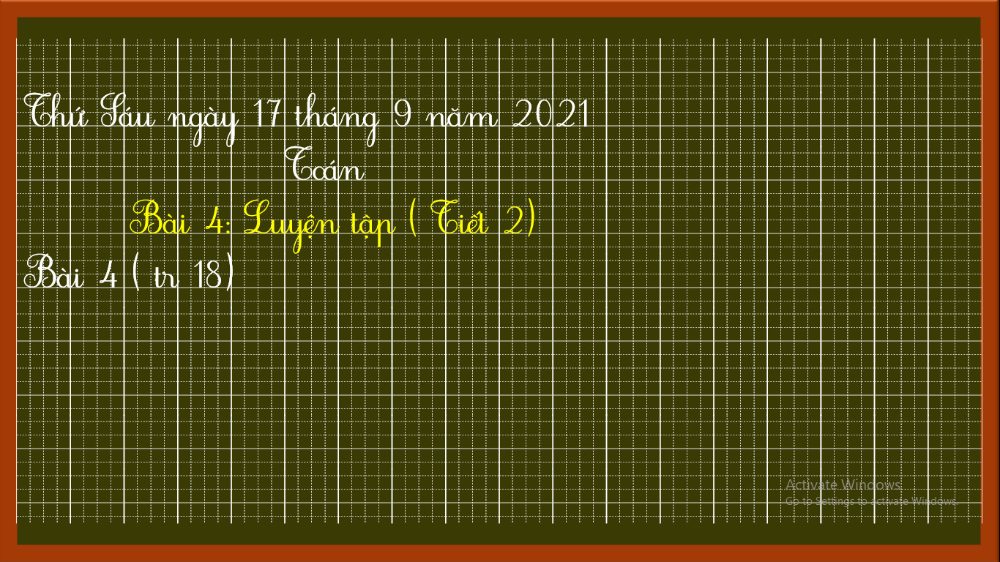 Thứ Sáu ngày 17 tháng 9 năm 2021
Toán
Bài 4: Luyện tập ( Tiết 2)
Bài 4 ( tr 18)
Activate Windows
Go to Settings to activate Windows.